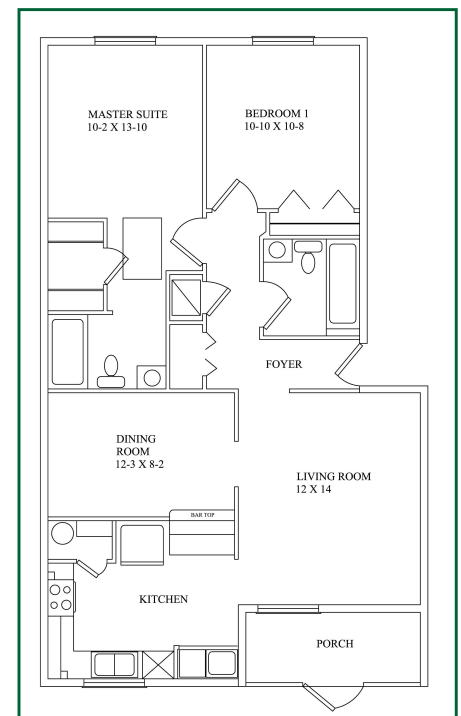 MASTER SUITE
10-2 X 13-10
BEDROOM 1
10-10 X 10-8
FOYER
DINING
ROOM
12-3 X 8-2
LIVING ROOM
12 X 14
BAR TOP
KITCHEN
PORCH